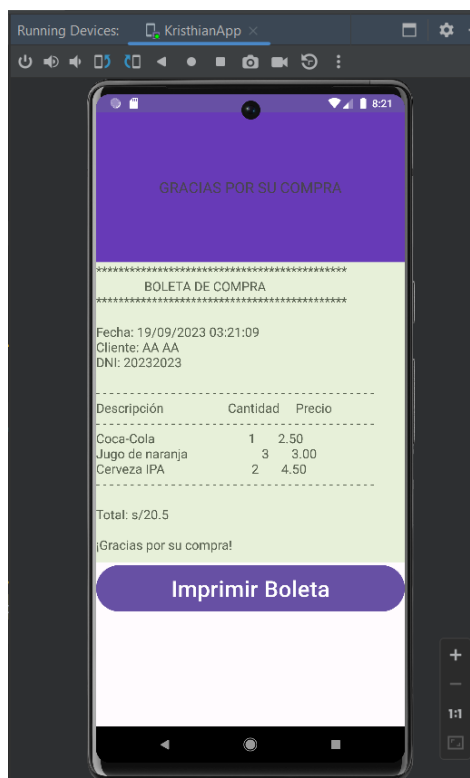 Running Devices: KristhianApp
8:21
GRACIAS POR SU COMPRA
*********************************************
BOLETA DE COMPRA
*********************************************
Fecha: 19/09/2023 03:21:09
Cliente: AA AA
DNI: 20232023
- - - - - - - - - - - - - - - - - - - - - - - - - - - - - - - - - - - - -
Descripción Cantidad Precio
- - - - - - - - - - - - - - - - - - - - - - - - - - - - - - - - - - - - -
Coca-Cola 1 2.50
Jugo de naranja 3 3.00
Cerveza IPA 2 4.50
- - - - - - - - - - - - - - - - - - - - - - - - - - - - - - - - - - - - -
Total: s/20.5
¡Gracias por su compra!
Imprimir Boleta
1:1